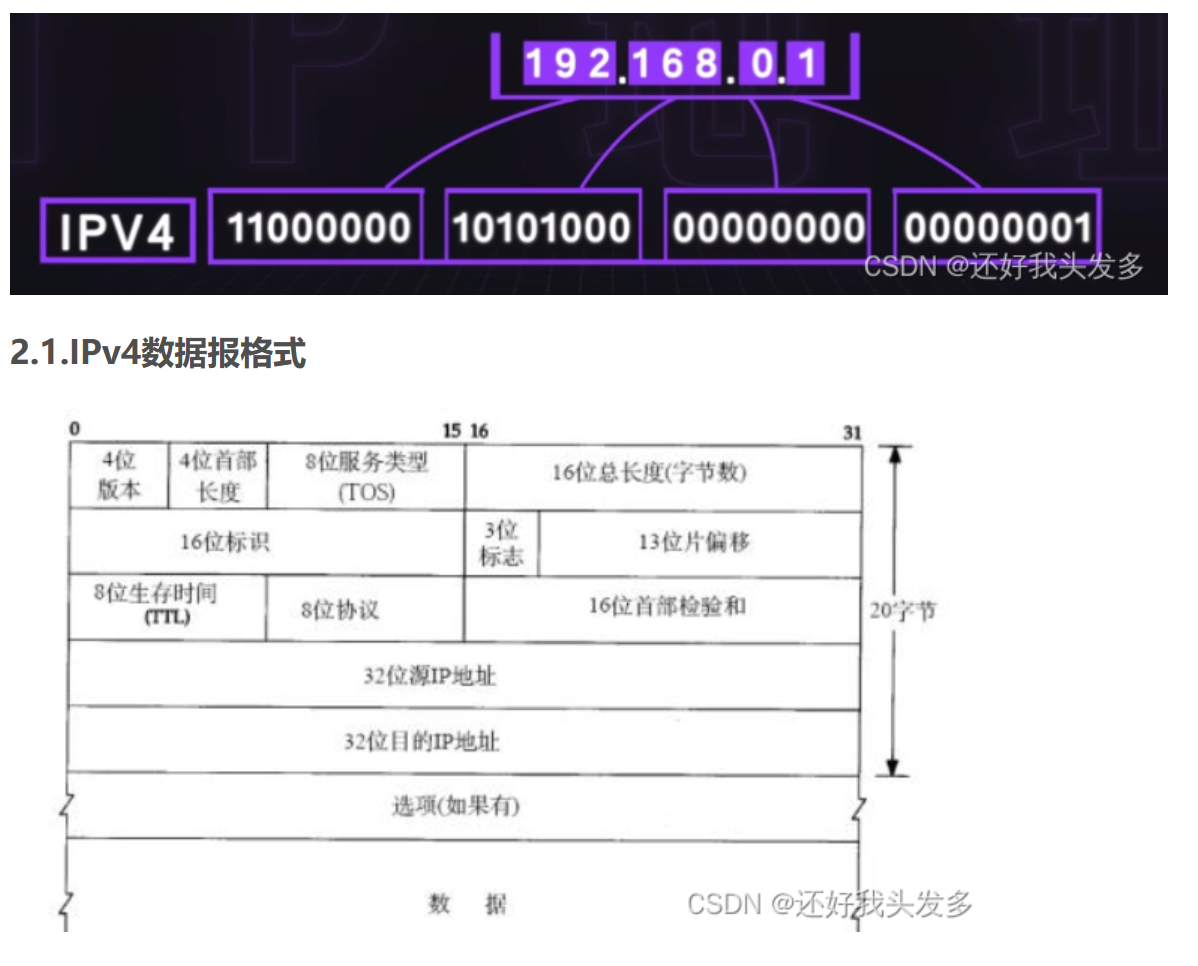 192.168.0.1
IPV4 11000000 10101000 00000000 00000001
CSDN @还好我头发多
2.1.IPv4数据报格式
0 15 16 31
4位 4位首部 8位服务类型 16位总长度(字节数)
版本 长度 (TOS)
16位标识 3位 13位片偏移
标志
8位生存时间 8位协议 16位首部检验和
(TTL)
20字节
32位源IP地址
32位目的IP地址
选项(如果有)
数 据
CSDN @还好我头发多